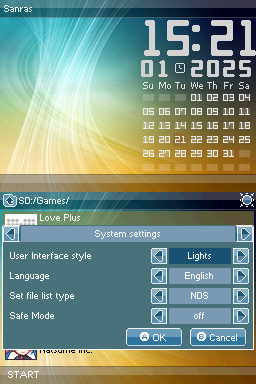 Sanras
15:21
01 2025
Su Mo Tu We Th Fr Sa
01 02 03 04
05 06 07 08 09 10 11
12 13 14 15 16 17 18
19 20 21 22 23 24 25
26 27 28 29 30 31
SD:/Games/
Love Plus
System settings
User Interface style Lights
Language English
Set file list type NDS
Safe Mode off
A OK B Cancel
Natsume Inc.
START